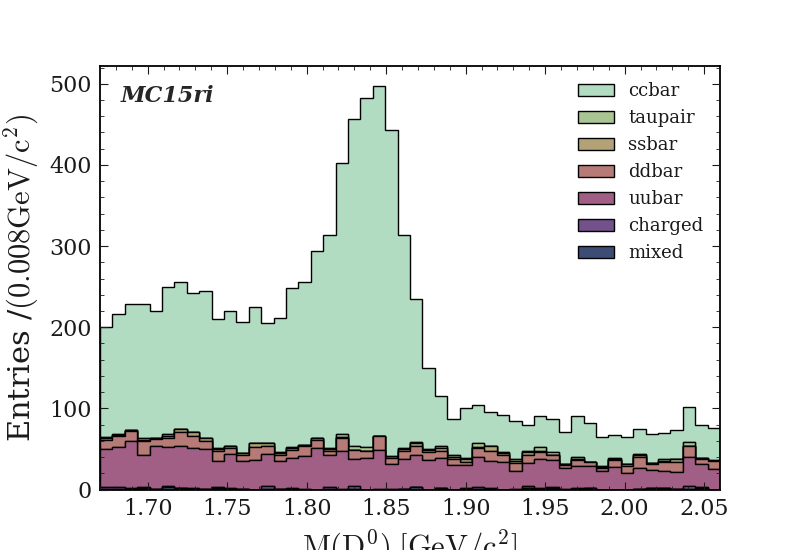 MC15ri
ccbar
taupair
ssbar
ddbar
uubar
charged
mixed
500
400
300
200
100
0
Entries /(0.008GeV/c²)
1.70 1.75 1.80 1.85 1.90 1.95 2.00 2.05
M(D⁰) [GeV/c²]